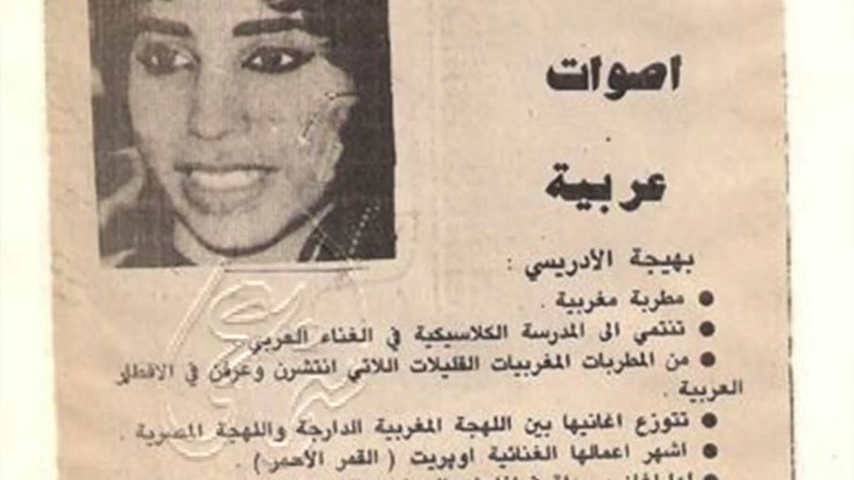 اصوات
عربية
بهيجة الأدريسي :
● مطربة مغربية .
● تنتمي الى المدرسة الكلاسيكية في الغناء العربي
● من المطربات المغربيات القليلات اللاتي انتشرن وعرفن في الاقطار
العربية .
● تتوزع اغانيها بين اللهجة المغربية الدارجة واللهجة المصرية .
● اشهر اعمالها الغنائية اوبريت ( القمر الأحمر ) .